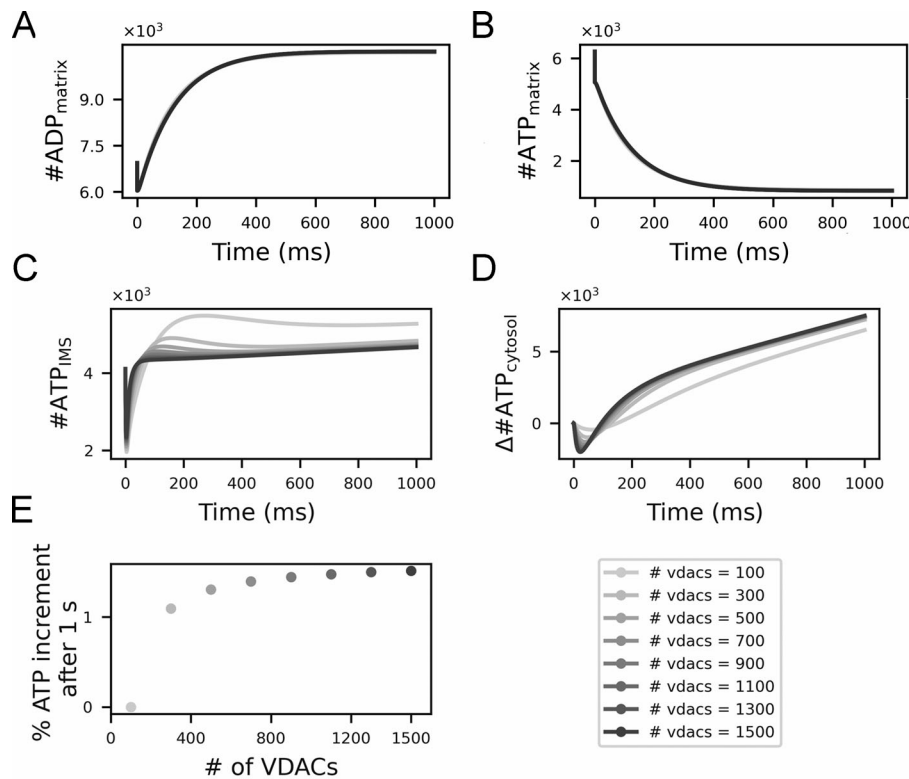 A
B
×10³
#ADP_matrix
9.0
7.5
6.0
0 200 400 600 800 1000
Time (ms)
#ATP_matrix
6
4
2
0 200 400 600 800 1000
Time (ms)
C
D
×10³
#ATP_IMS
4
2
0 200 400 600 800 1000
Time (ms)
×10³
Δ#ATP_cytosol
5
0
0 200 400 600 800 1000
Time (ms)
E
% ATP increment
after 1 s
1
0
0 400 800 1200 1500
# of VDACs
# vdacs = 100
# vdacs = 300
# vdacs = 500
# vdacs = 700
# vdacs = 900
# vdacs = 1100
# vdacs = 1300
# vdacs = 1500